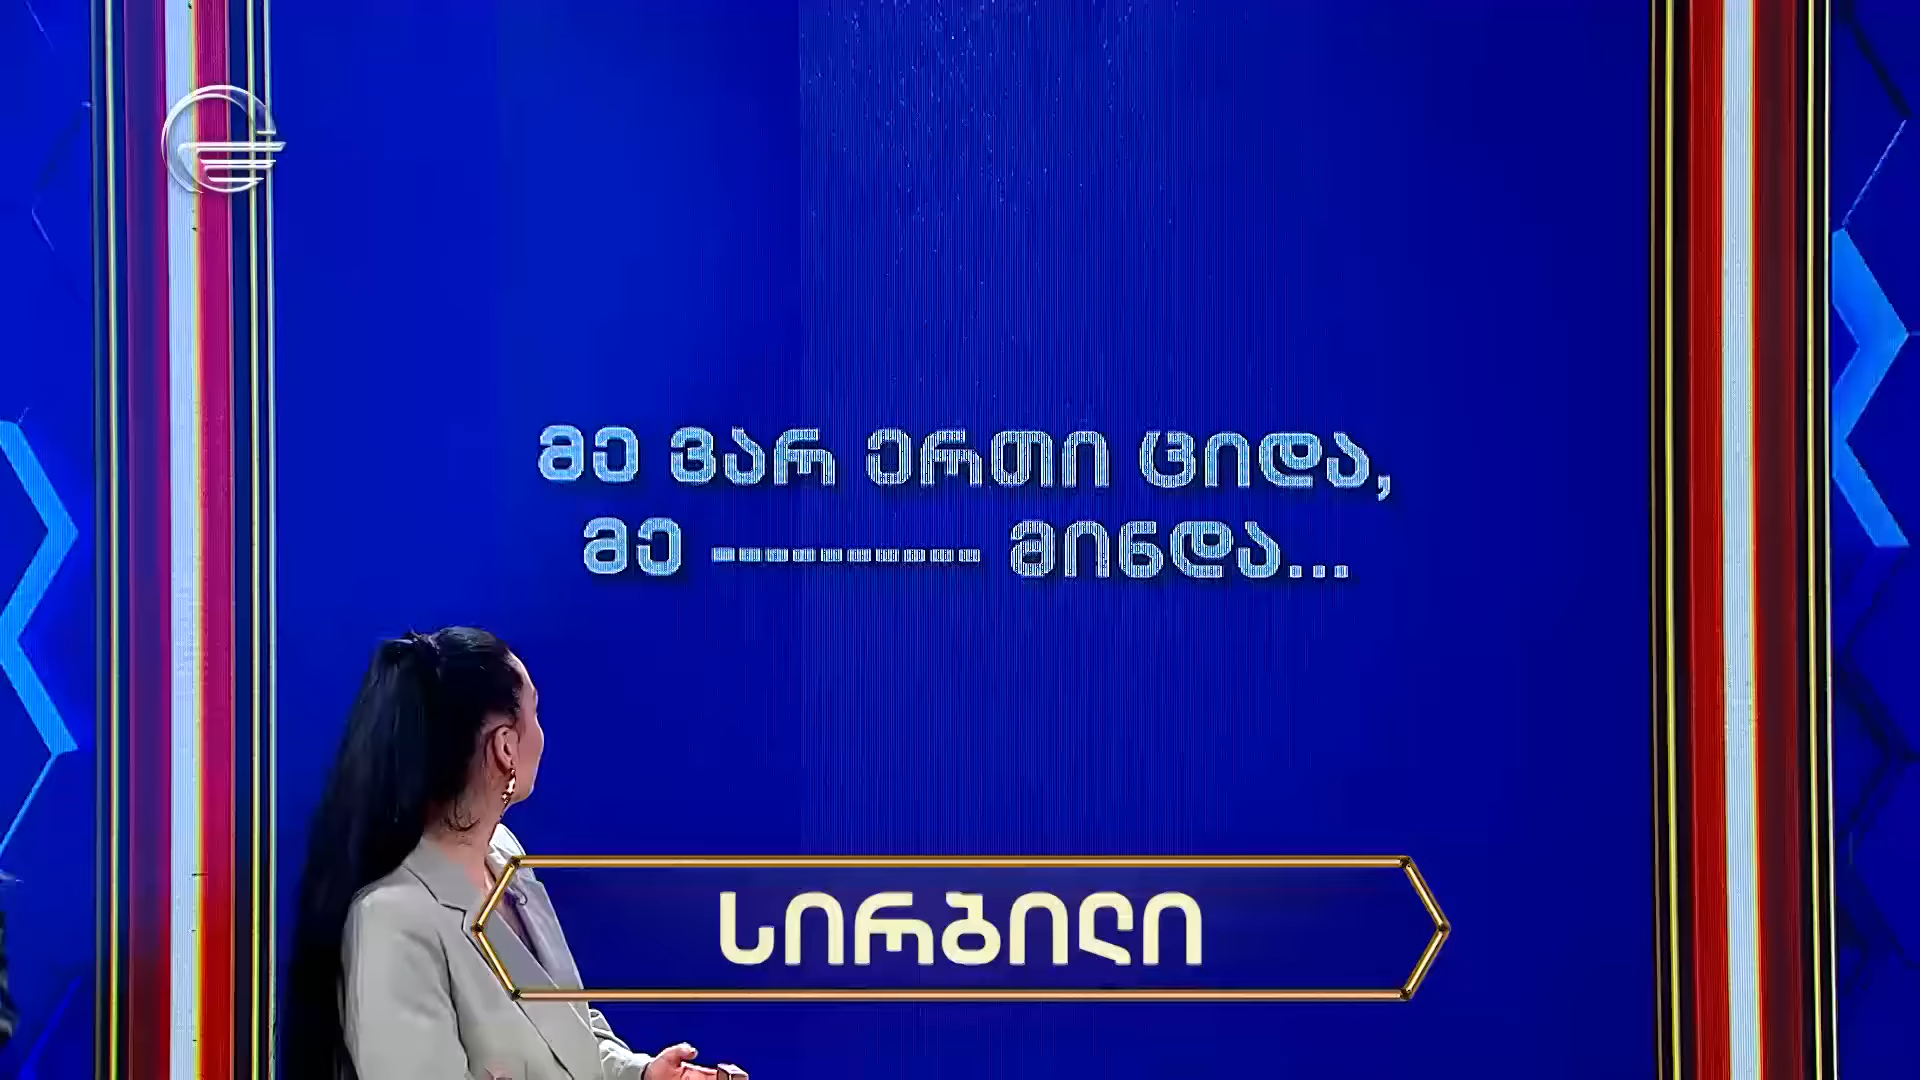 მე ვარ ერთი ციდა,
მე ---------- მინდა...
სირბილი